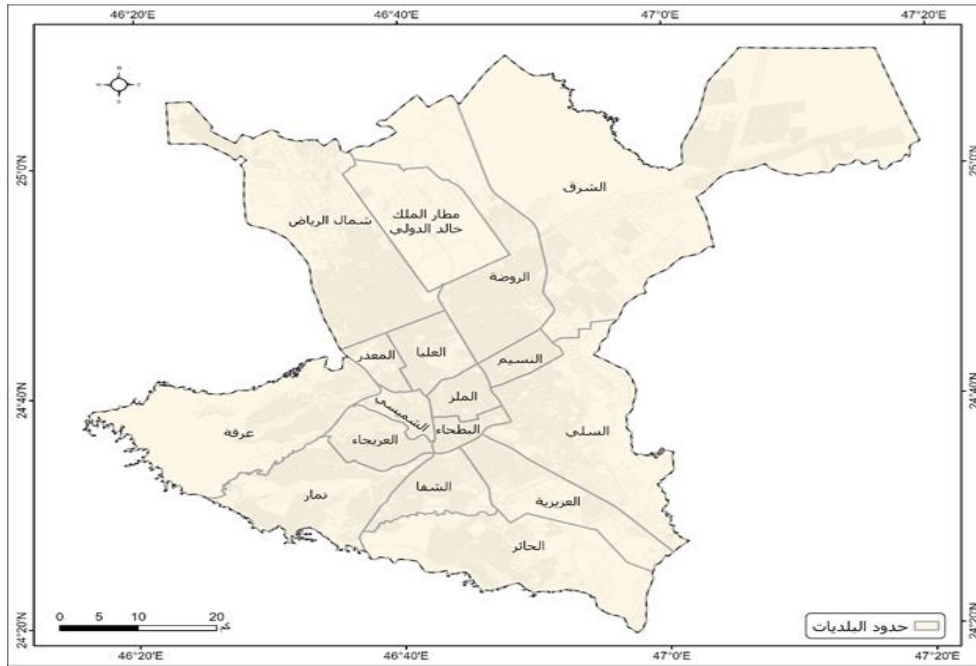 46°20'E
46°40'E
47°0'E
47°20'E
N
25°0'N
25°0'N
الشرق
مطار الملك
خالد الدولي
شمال الرياض
الروضة
العليا
المعذر
النسيم
24°40'N
24°40'N
الملز
الشميسي
البطحاء
السلي
عرقة
العريجاء
نمار
الشفا
العزيزية
الحائر
0 5 10 20
كم
حدود البلديات
24°20'N
24°20'N
46°20'E
46°40'E
47°0'E
47°20'E